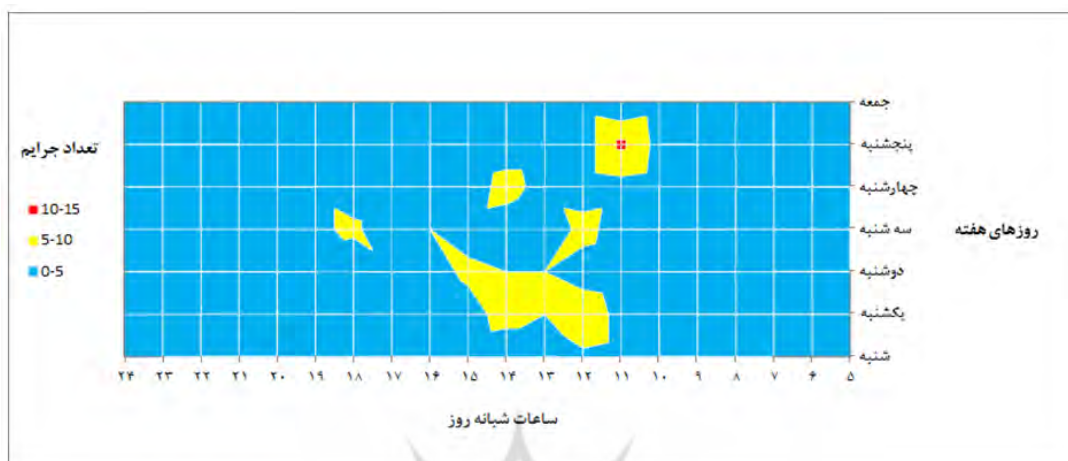 جمعه
پنجشنبه
چهارشنبه
سه شنبه
دوشنبه
یکشنبه
شنبه
روزهای هفته
تعداد جرایم
10-15
5-10
0-5
۲۴ ۲۳ ۲۲ ۲۱ ۲۰ ۱۹ ۱۸ ۱۷ ۱۶ ۱۵ ۱۴ ۱۳ ۱۲ ۱۱ ۱۰ ۹ ۸ ۷ ۶ ۵
ساعات شبانه روز